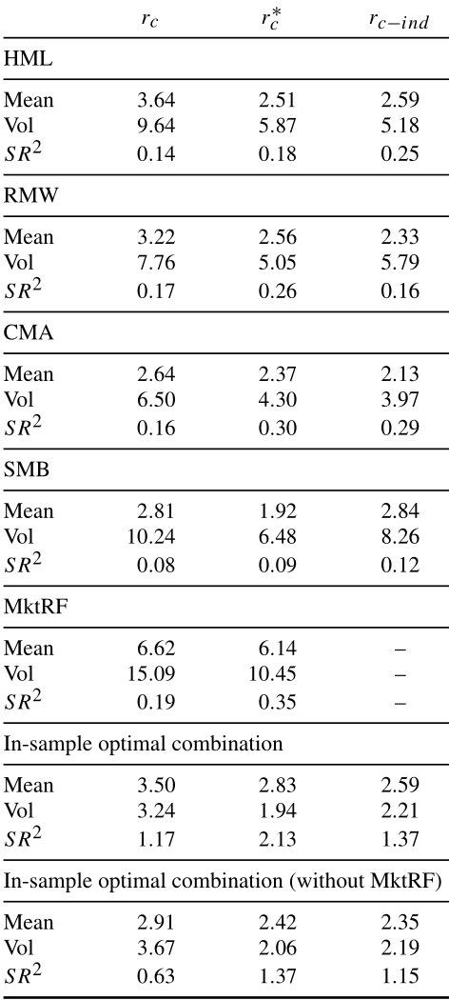 r_c r_c^* r_{c−ind}
HML
Mean 3.64 2.51 2.59
Vol 9.64 5.87 5.18
SR^2 0.14 0.18 0.25
RMW
Mean 3.22 2.56 2.33
Vol 7.76 5.05 5.79
SR^2 0.17 0.26 0.16
CMA
Mean 2.64 2.37 2.13
Vol 6.50 4.30 3.97
SR^2 0.16 0.30 0.29
SMB
Mean 2.81 1.92 2.84
Vol 10.24 6.48 8.26
SR^2 0.08 0.09 0.12
MktRF
Mean 6.62 6.14 –
Vol 15.09 10.45 –
SR^2 0.19 0.35 –
In-sample optimal combination
Mean 3.50 2.83 2.59
Vol 3.24 1.94 2.21
SR^2 1.17 2.13 1.37
In-sample optimal combination (without MktRF)
Mean 2.91 2.42 2.35
Vol 3.67 2.06 2.19
SR^2 0.63 1.37 1.15